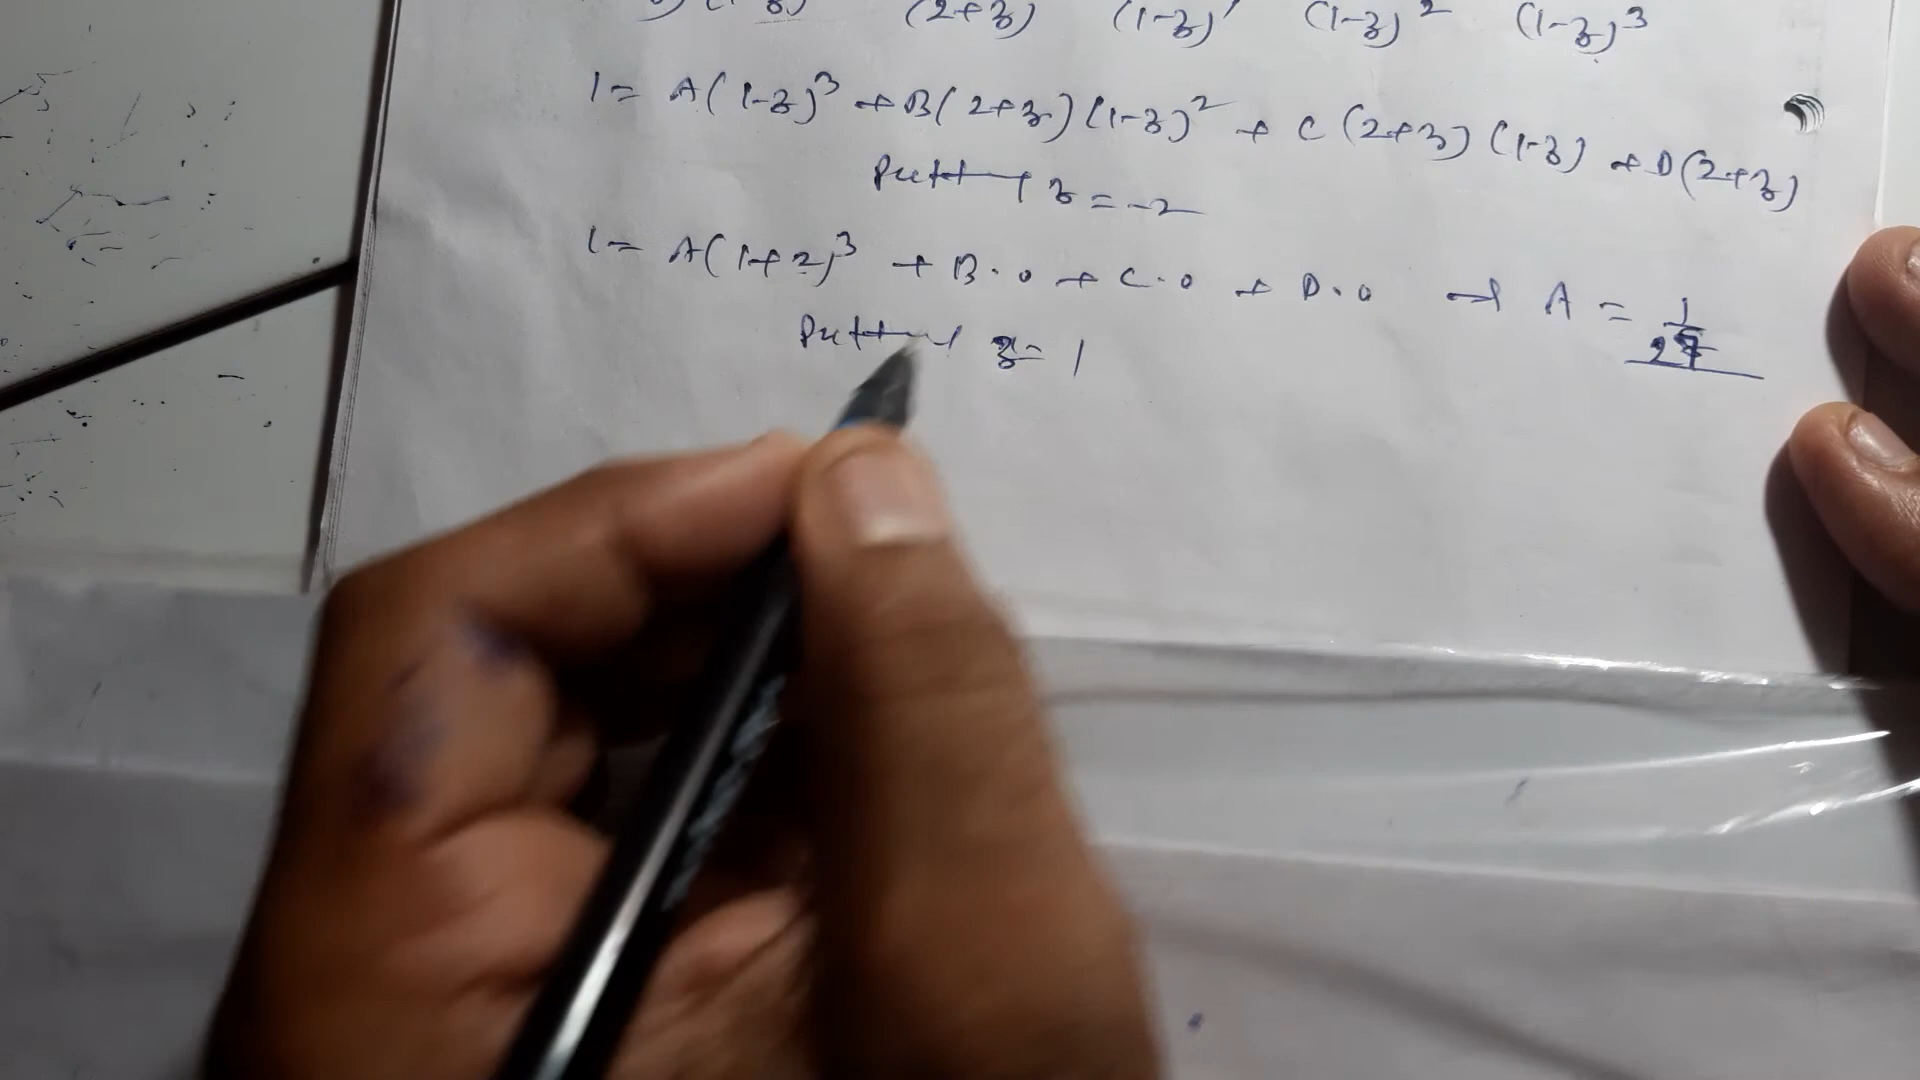 (2+z) (1-z)' (1-z)² (1-z)³
1 = A(1-z)³ + B(2+z)(1-z)² + C(2+z)(1-z) + D(2+z)
Putting z = -2
1 = A(1+2)³ + B·0 + C·0 + D·0 → A = 1/27
Putting z = 1